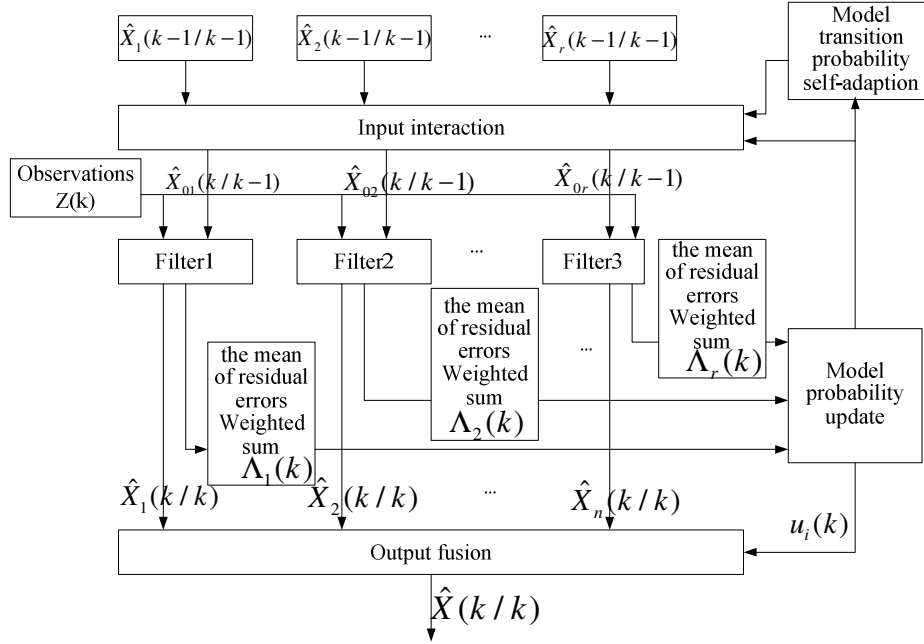 X̂₁(k−1/k−1)
X̂₂(k−1/k−1)
...
X̂ᵣ(k−1/k−1)
Model
transition
probability
self-adaption
Input interaction
Observations
Z(k)
X̂₀₁(k/k−1)
X̂₀₂(k/k−1)
X̂₀ᵣ(k/k−1)
Filter1
Filter2
...
Filter3
the mean
of residual
errors
Weighted
sum
Λᵣ(k)
the mean
of residual
errors
Weighted
sum
Λ₂(k)
...
the mean
of residual
errors
Weighted
sum
Λ₁(k)
Model
probability
update
X̂₁(k/k)
X̂₂(k/k)
...
X̂ₙ(k/k)
uᵢ(k)
Output fusion
X̂(k/k)